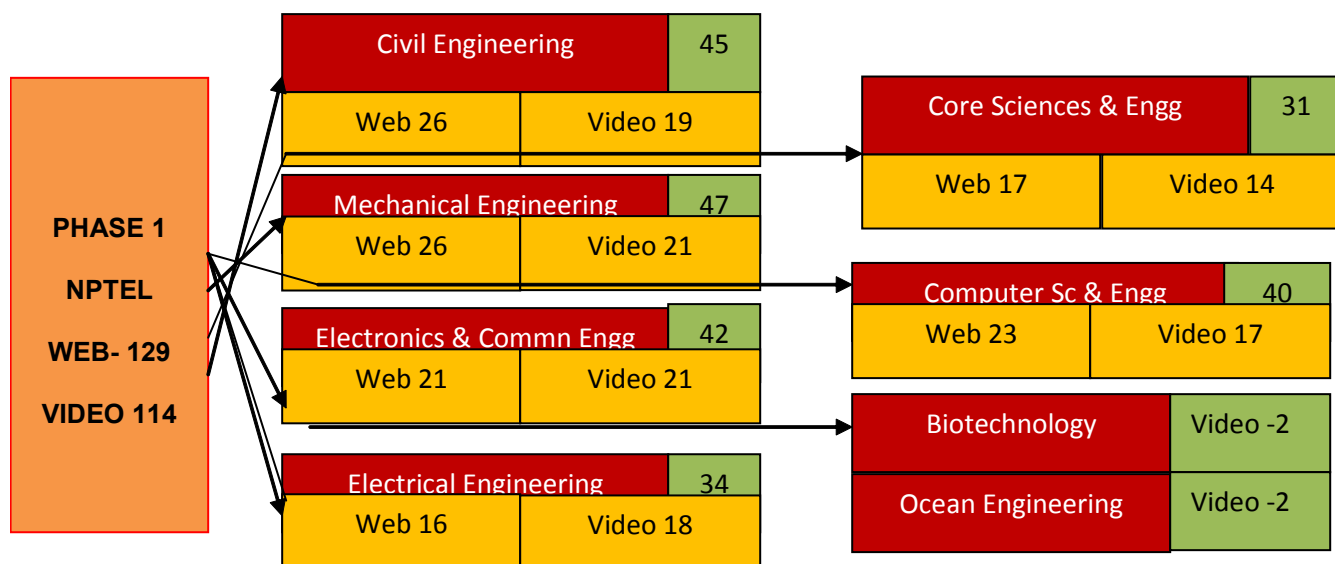 PHASE 1
NPTEL
WEB- 129
VIDEO 114
Civil Engineering 45
Web 26 Video 19
Mechanical Engineering 47
Web 26 Video 21
Electronics & Commn Engg 42
Web 21 Video 21
Electrical Engineering 34
Web 16 Video 18
Core Sciences & Engg 31
Web 17 Video 14
Computer Sc & Engg 40
Web 23 Video 17
Biotechnology Video -2
Ocean Engineering Video -2